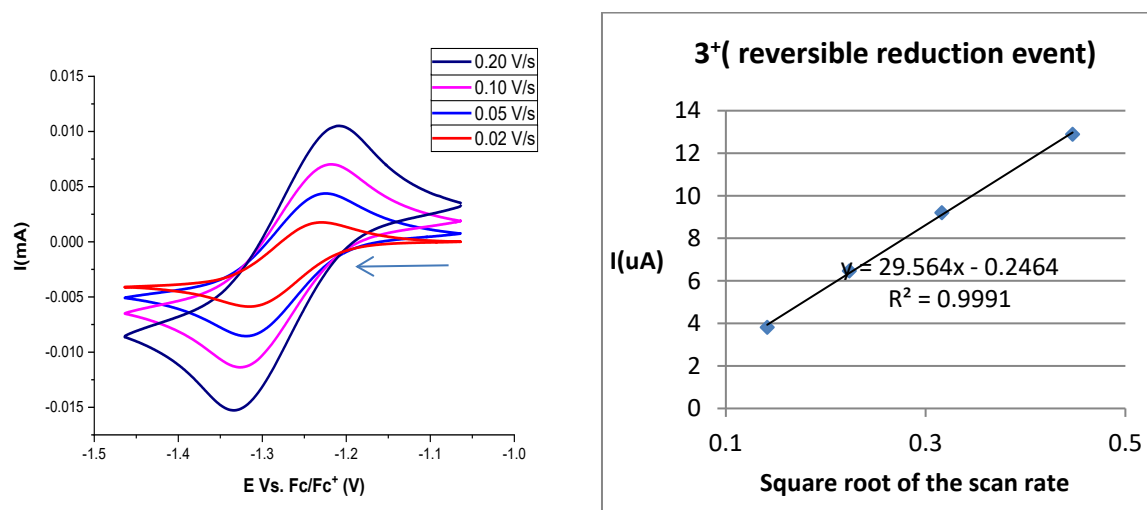 0.20 V/s
0.10 V/s
0.05 V/s
0.02 V/s
0.015
0.010
0.005
0.000
-0.005
-0.010
-0.015
I(mA)
-1.5 -1.4 -1.3 -1.2 -1.1 -1.0
E Vs. Fc/Fc⁺ (V)
3⁺( reversible reduction event)
14
12
10
8
6
4
2
0
I(uA)
y = 29.564x - 0.2464
R² = 0.9991
0.1 0.3 0.5
Square root of the scan rate